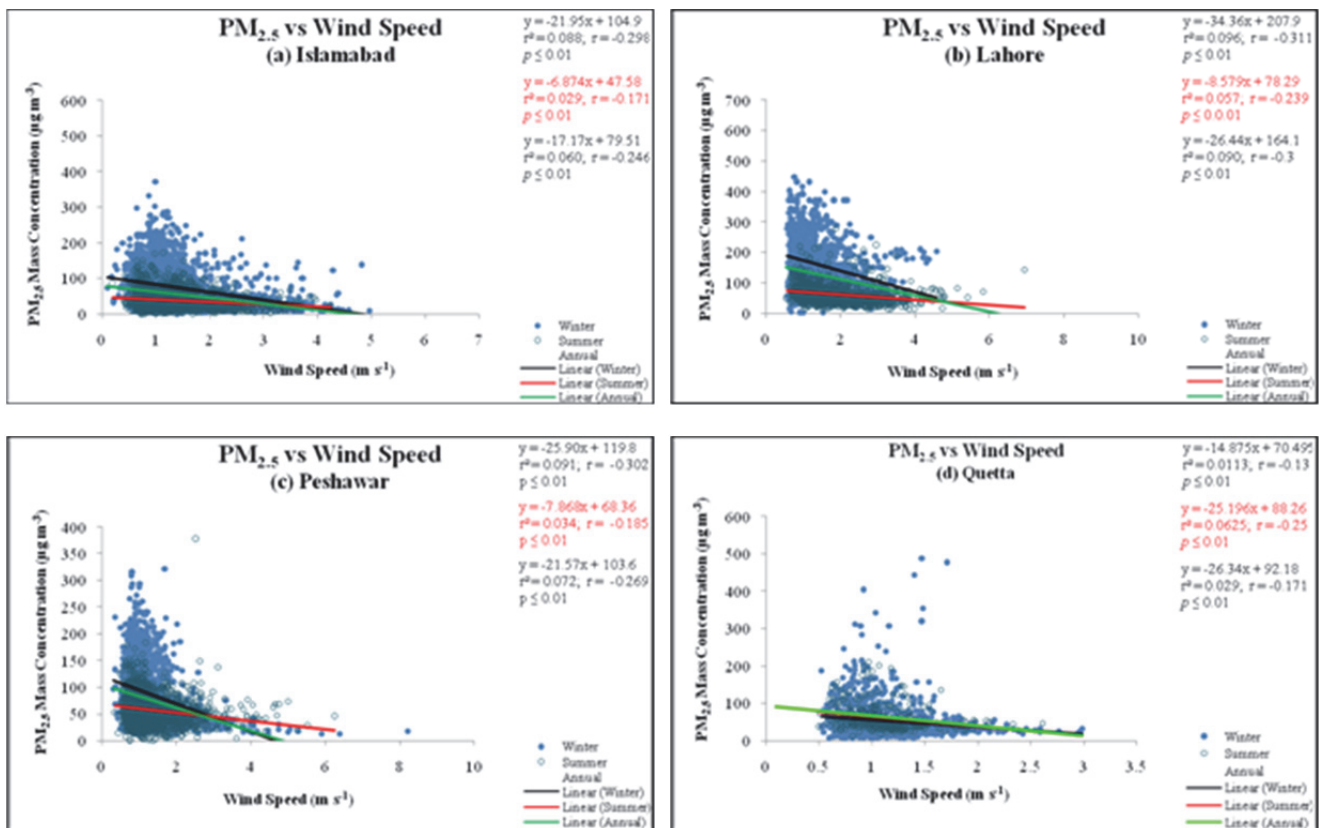 PM2.5 vs Wind Speed
(a) Islamabad
y = -21.95x + 104.9
r² = 0.088; r = -0.298
p ≤ 0.01
y = -6.874x + 47.58
r² = 0.029; r = -0.171
p ≤ 0.01
y = -17.17x + 79.51
r² = 0.060; r = -0.246
p ≤ 0.01
PM2.5 Mass Concentration (µg m-3)
600
500
400
300
200
100
0
0 1 2 3 4 5 6 7
Wind Speed (m s-1)
Winter
Summer
Annual
Linear (Winter)
Linear (Summer)
Linear (Annual)
PM2.5 vs Wind Speed
(b) Lahore
y = -34.36x + 207.9
r² = 0.096; r = -0.311
p ≤ 0.01
y = -8.579x + 78.29
r² = 0.057; r = -0.239
p ≤ 0.0.01
y = -26.44x + 164.1
r² = 0.090; r = -0.3
p ≤ 0.01
PM2.5 Mass Concentration (µg m-3)
700
600
500
400
300
200
100
0
0 2 4 6 8 10
Wind Speed (m s-1)
Winter
Summer
Annual
Linear (Winter)
Linear (Summer)
Linear (Annual)
PM2.5 vs Wind Speed
(c) Peshawar
y = -25.90x + 119.8
r² = 0.091; r = -0.302
p ≤ 0.01
y = -7.868x + 68.36
r² = 0.034; r = -0.185
p ≤ 0.01
y = -21.57x + 103.6
r² = 0.072; r = -0.269
p ≤ 0.01
PM2.5 Mass Concentration (µg m-3)
400
350
300
250
200
150
100
50
0
0 2 4 6 8 10
Wind Speed (m s-1)
Winter
Summer
Annual
Linear (Winter)
Linear (Summer)
Linear (Annual)
PM2.5 vs Wind Speed
(d) Quetta
y = -14.875x + 70.495
r² = 0.0113; r = -0.13
p ≤ 0.01
y = -25.196x + 88.26
r² = 0.0625; r = -0.25
p ≤ 0.01
y = -26.34x + 92.18
r² = 0.029; r = -0.171
p ≤ 0.01
PM2.5 Mass Concentration (µg m-3)
600
500
400
300
200
100
0
0 0.5 1 1.5 2 2.5 3 3.5
Wind Speed (m s-1)
Winter
Summer
Annual
Linear (Winter)
Linear (Summer)
Linear (Annual)